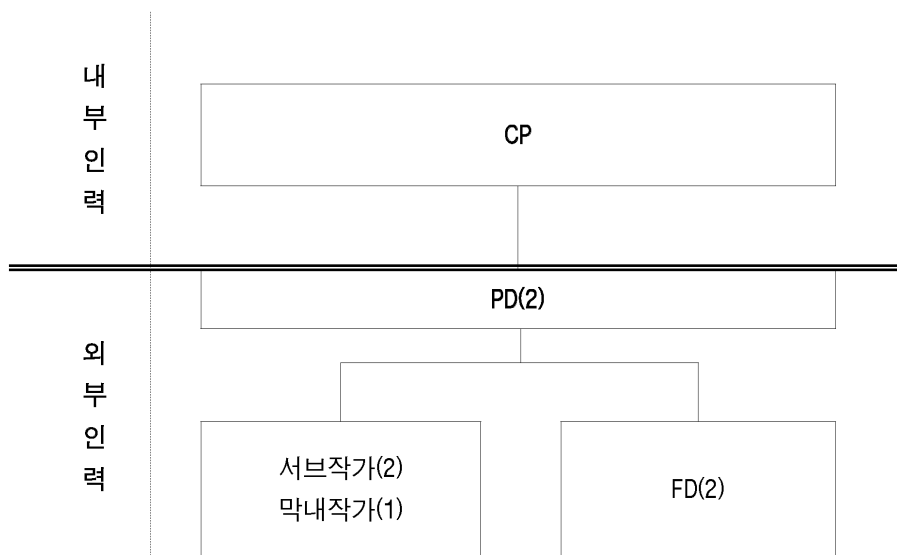 내부인력
CP
PD(2)
외부인력
서브작가(2)
막내작가(1)
FD(2)